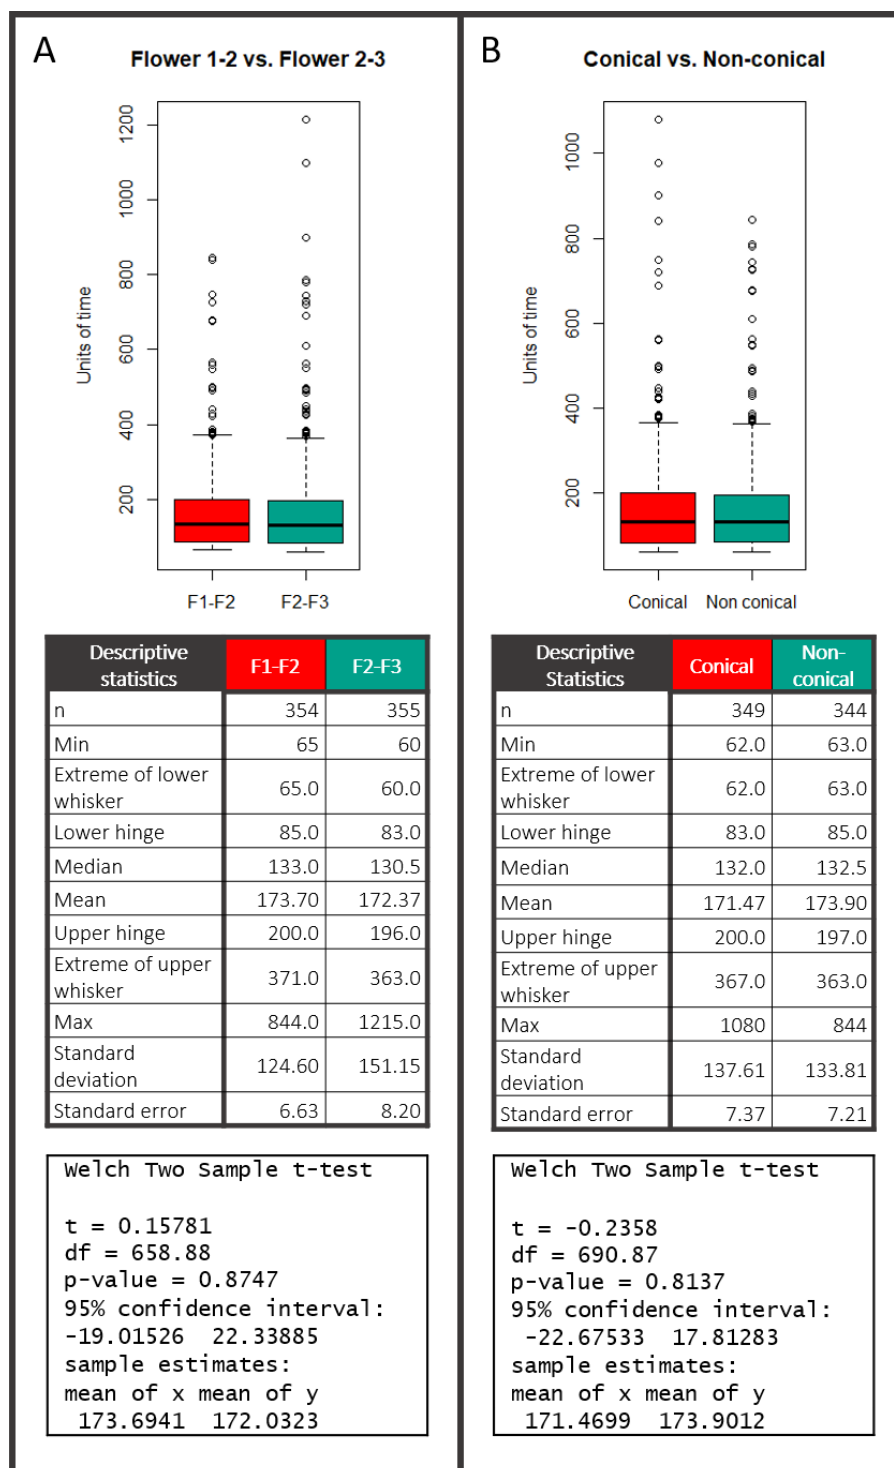 A
Flower 1-2 vs. Flower 2-3
Units of time
1200
1000
800
600
400
200
F1-F2 F2-F3
Descriptive statistics F1-F2 F2-F3
n 354 355
Min 65 60
Extreme of lower whisker 65.0 60.0
Lower hinge 85.0 83.0
Median 133.0 130.5
Mean 173.70 172.37
Upper hinge 200.0 196.0
Extreme of upper whisker 371.0 363.0
Max 844.0 1215.0
Standard deviation 124.60 151.15
Standard error 6.63 8.20
Welch Two Sample t-test
t = 0.15781
df = 658.88
p-value = 0.8747
95% confidence interval:
-19.01526 22.33885
sample estimates:
mean of x mean of y
173.6941 172.0323
B
Conical vs. Non-conical
Units of time
1000
800
600
400
200
Conical Non conical
Descriptive Statistics Conical Non-conical
n 349 344
Min 62.0 63.0
Extreme of lower whisker 62.0 63.0
Lower hinge 83.0 85.0
Median 132.0 132.5
Mean 171.47 173.90
Upper hinge 200.0 197.0
Extreme of upper whisker 367.0 363.0
Max 1080 844
Standard deviation 137.61 133.81
Standard error 7.37 7.21
Welch Two Sample t-test
t = -0.2358
df = 690.87
p-value = 0.8137
95% confidence interval:
-22.67533 17.81283
sample estimates:
mean of x mean of y
171.4699 173.9012